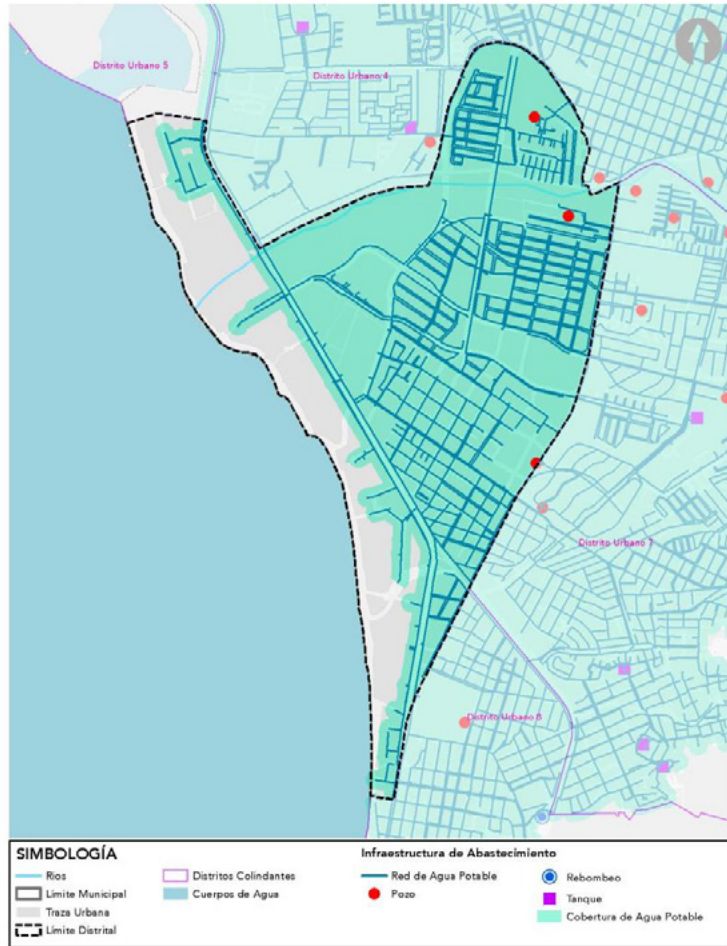 Distrito Urbano 5
Distrito Urbano 4
Distrito Urbano 7
Distrito Urbano 8
SIMBOLOGÍA
Ríos
Límite Municipal
Traza Urbana
Límite Distrital
Distritos Colindantes
Cuerpos de Agua
Infraestructura de Abastecimiento
Red de Agua Potable
Pozo
Rebombeo
Tanque
Cobertura de Agua Potable